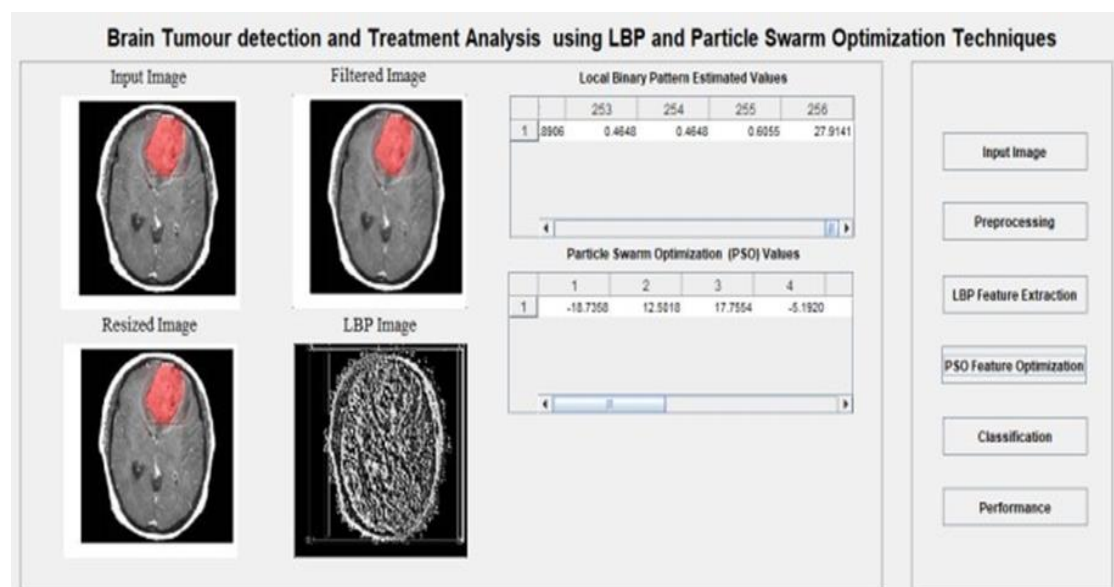 Brain Tumour detection and Treatment Analysis using LBP and Particle Swarm Optimization Techniques
Input Image
Filtered Image
Resized Image
LBP Image
Local Binary Pattern Estimated Values
253 254 255 256
1 .8906 0.4648 0.4648 0.6055 27.9141
Particle Swarm Optimization (PSO) Values
1 2 3 4
1 -18.7358 12.5018 17.7554 -5.1920
Input Image
Preprocessing
LBP Feature Extraction
PSO Feature Optimization
Classification
Performance